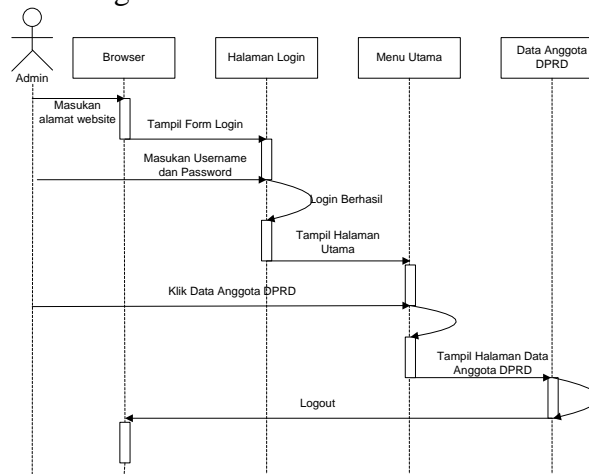 Browser
Halaman Login
Menu Utama
Data Anggota
DPRD
Admin
Masukan
alamat website
Tampil Form Login
Masukan Username
dan Password
Login Berhasil
Tampil Halaman
Utama
Klik Data Anggota DPRD
Tampil Halaman Data
Anggota DPRD
Logout